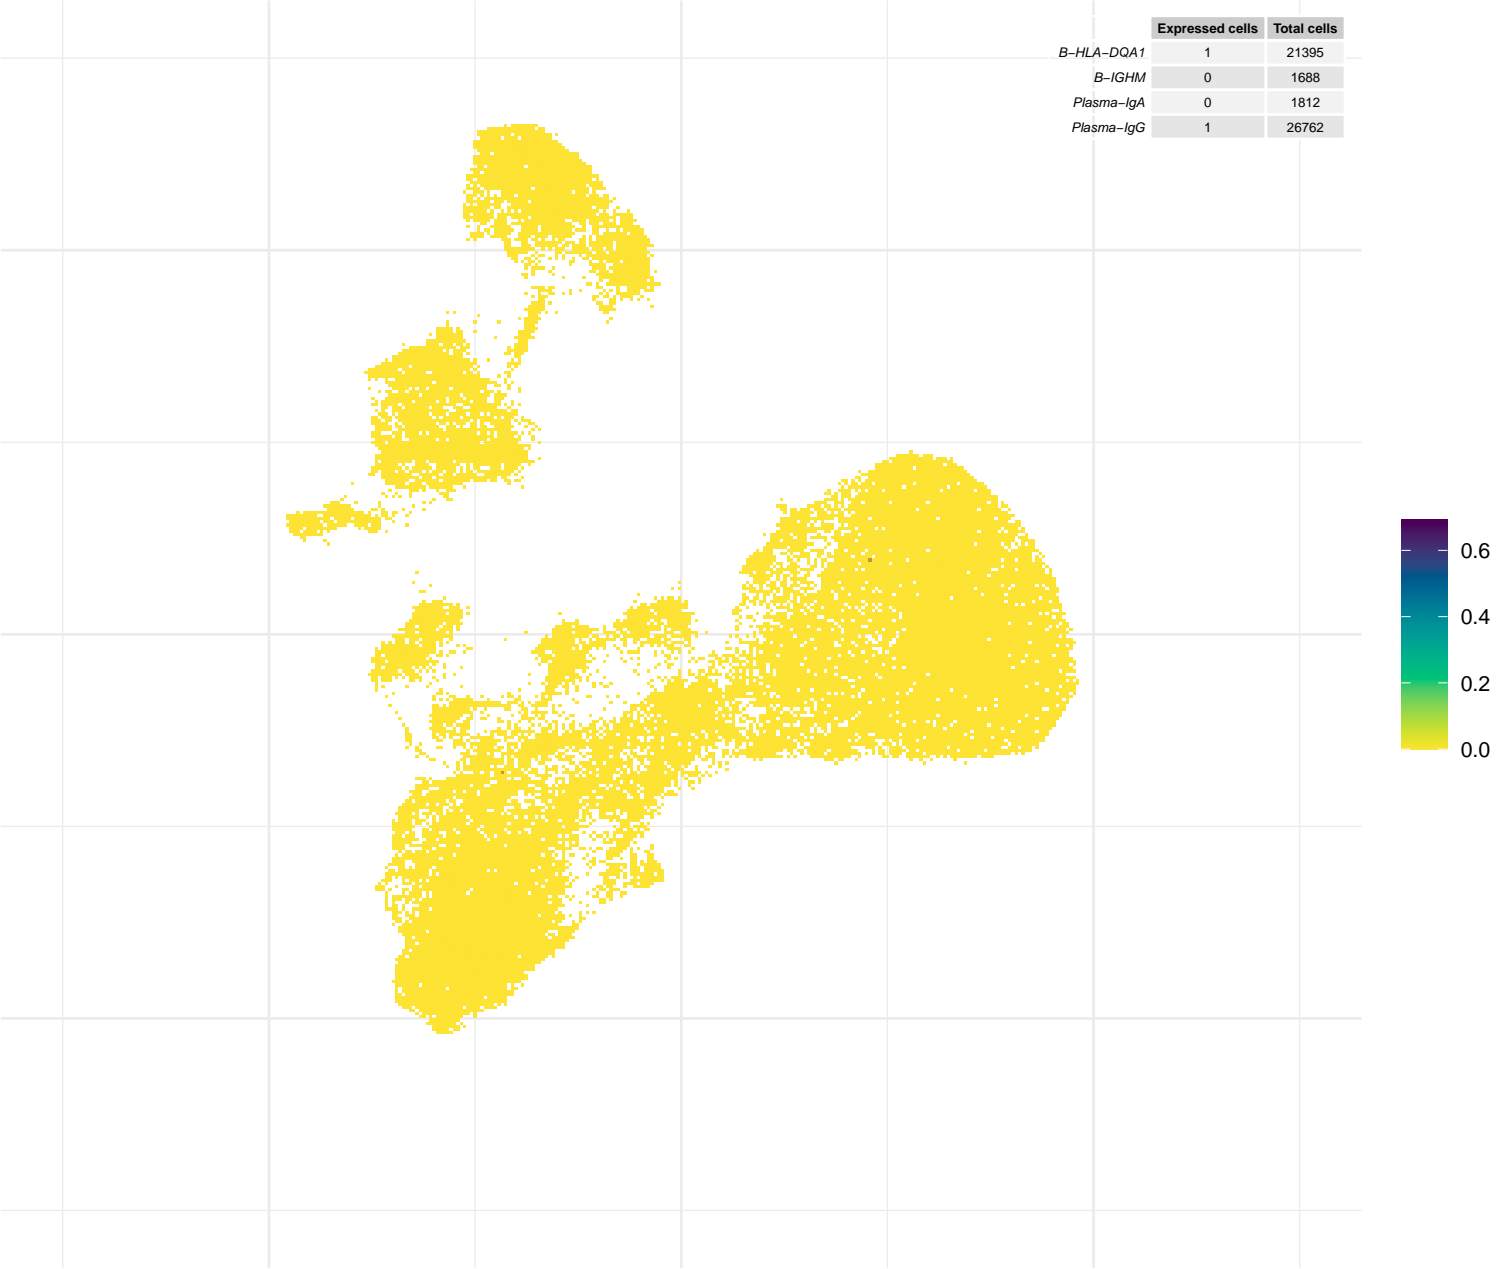 Expressed cells Total cells
B−HLA−DQA1 1 21395
B−IGHM 0 1688
Plasma−IgA 0 1812
Plasma−IgG 1 26762
0.6
0.4
0.2
0.0